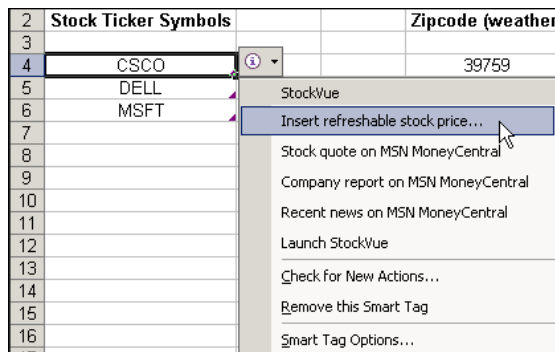 2 Stock Ticker Symbols Zipcode (weather
3
4 CSCO 39759
5 DELL StockVue
6 MSFT Insert refreshable stock price...
7
8 Stock quote on MSN MoneyCentral
9 Company report on MSN MoneyCentral
10
11 Recent news on MSN MoneyCentral
12 Launch StockVue
13
14 Check for New Actions...
15 Remove this Smart Tag
16 Smart Tag Options...